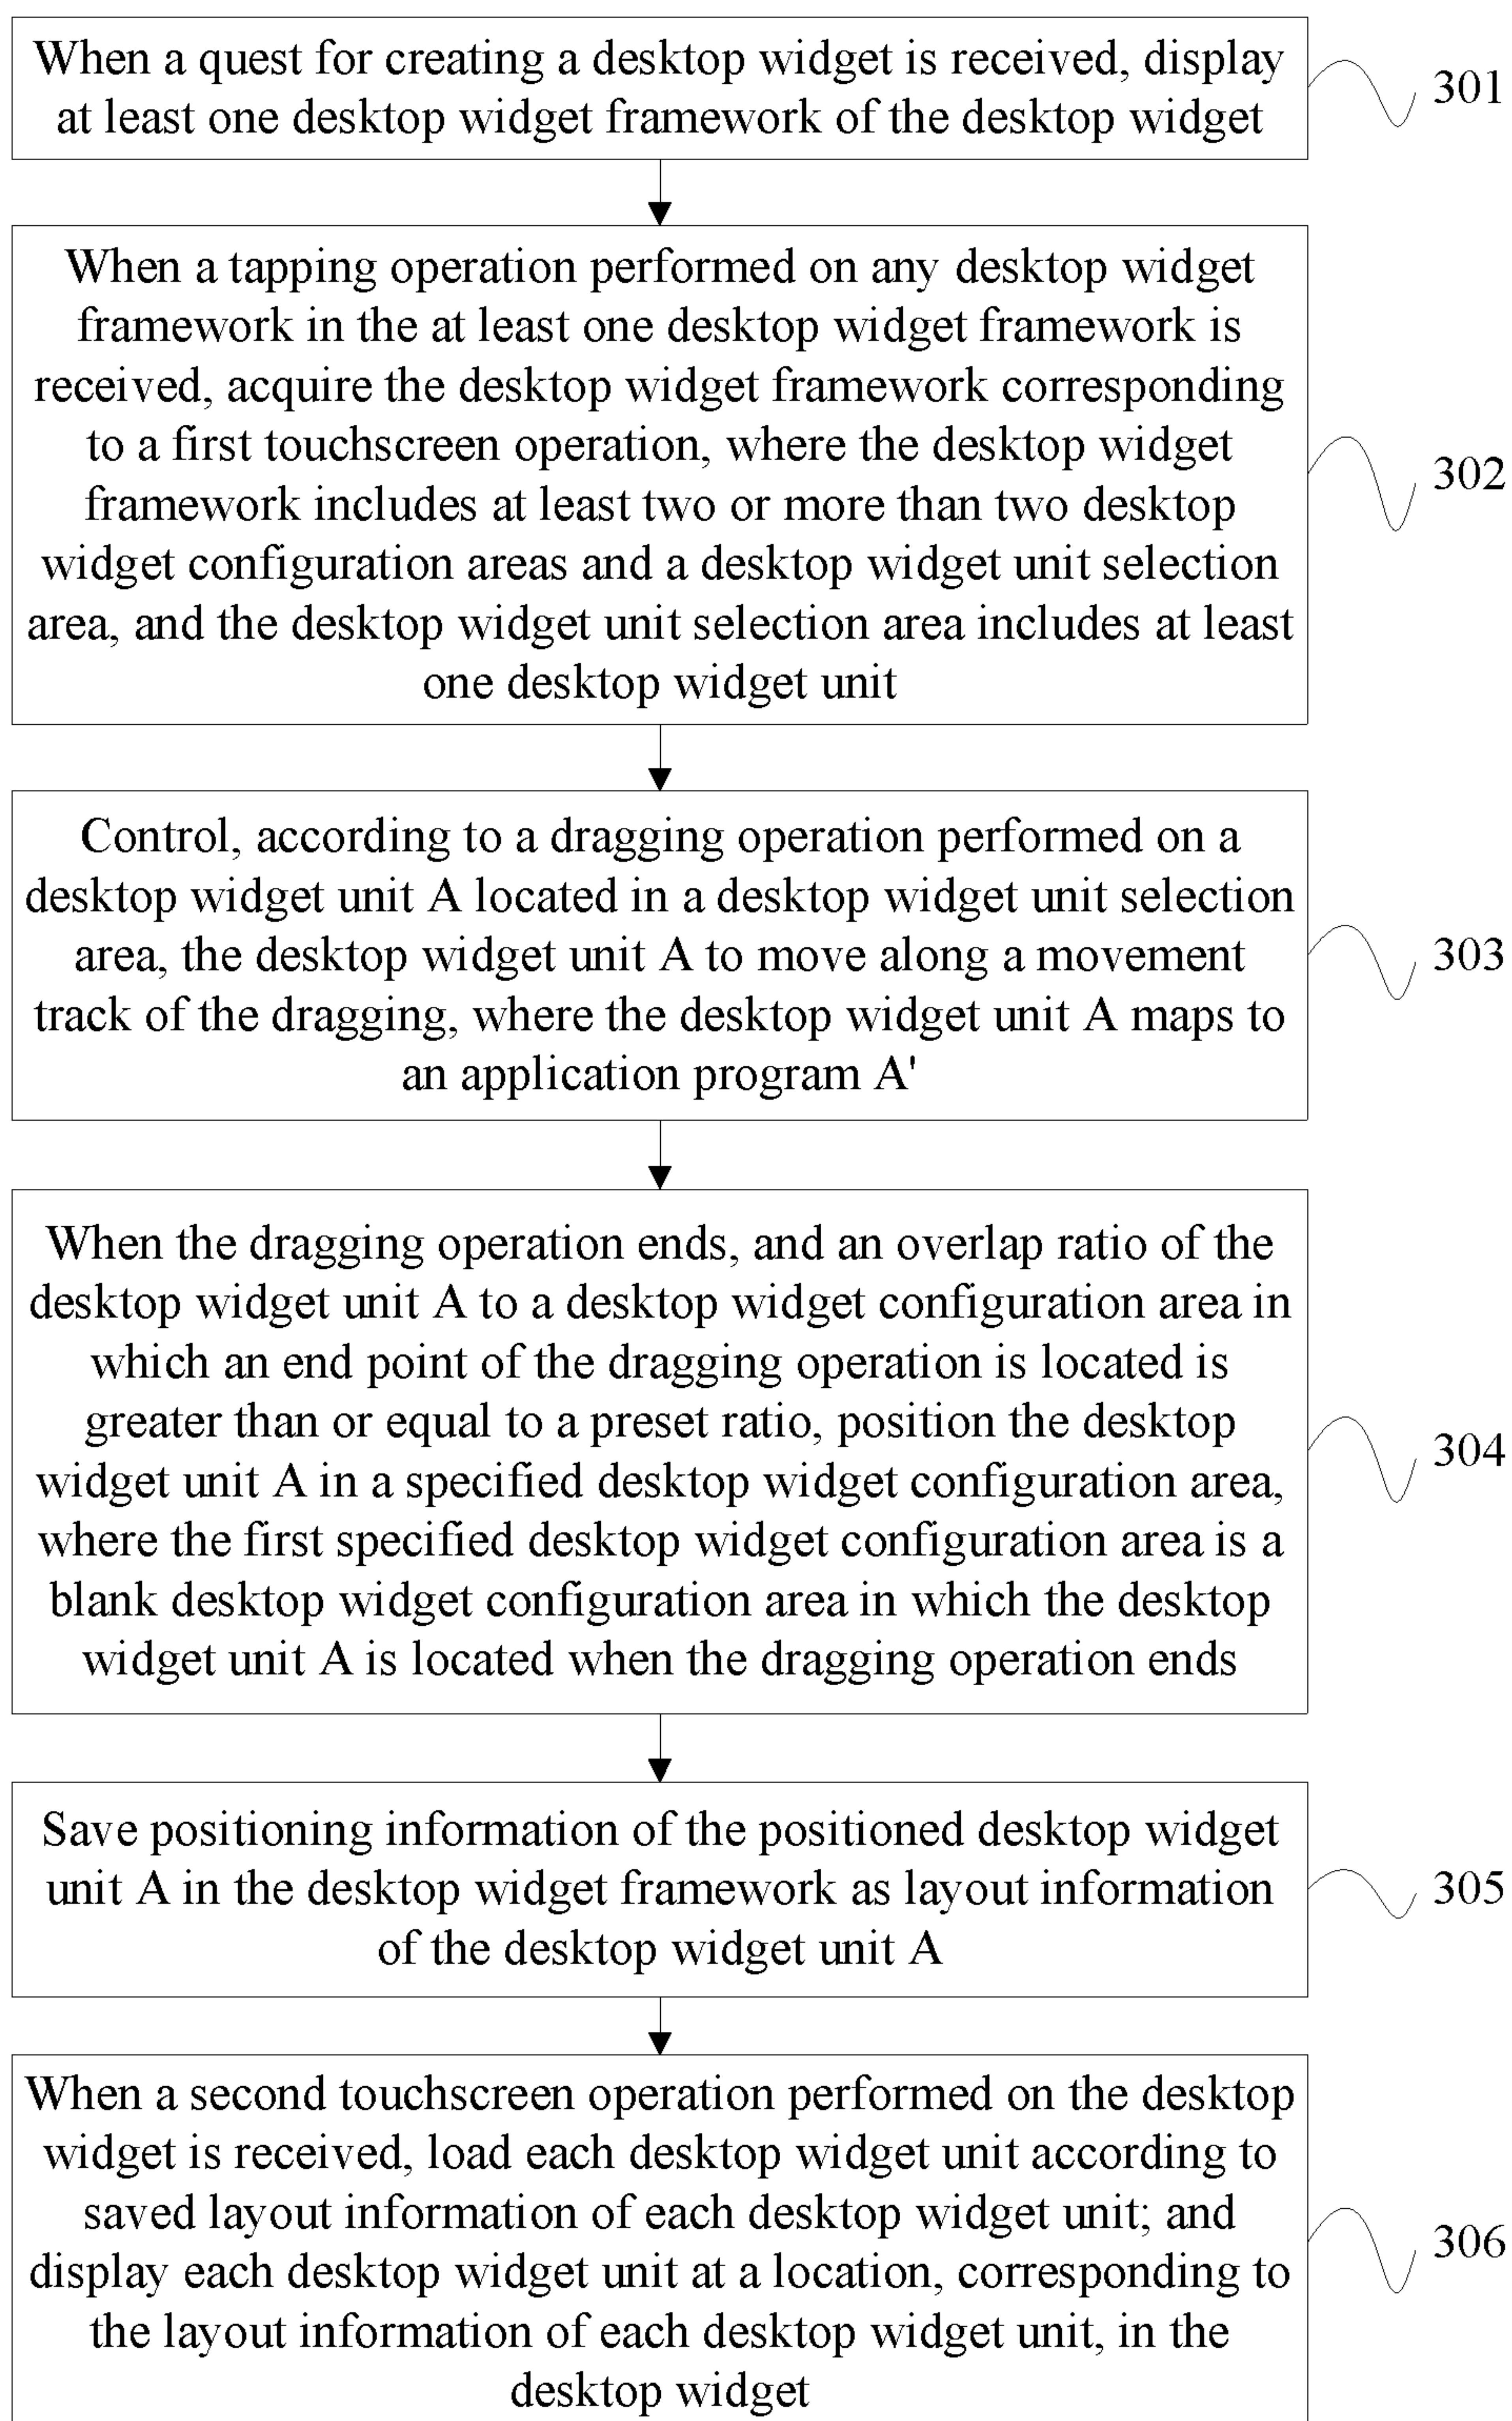 When a quest for creating a desktop widget is received, display
at least one desktop widget framework of the desktop widget
301
When a tapping operation performed on any desktop widget
framework in the at least one desktop widget framework is
received, acquire the desktop widget framework corresponding
to a first touchscreen operation, where the desktop widget
framework includes at least two or more than two desktop
widget configuration areas and a desktop widget unit selection
area, and the desktop widget unit selection area includes at least
one desktop widget unit
302
Control, according to a dragging operation performed on a
desktop widget unit A located in a desktop widget unit selection
area, the desktop widget unit A to move along a movement
track of the dragging, where the desktop widget unit A maps to
an application program A'
303
When the dragging operation ends, and an overlap ratio of the
desktop widget unit A to a desktop widget configuration area in
which an end point of the dragging operation is located is
greater than or equal to a preset ratio, position the desktop
widget unit A in a specified desktop widget configuration area,
where the first specified desktop widget configuration area is a
blank desktop widget configuration area in which the desktop
widget unit A is located when the dragging operation ends
304
Save positioning information of the positioned desktop widget
unit A in the desktop widget framework as layout information
of the desktop widget unit A
305
When a second touchscreen operation performed on the desktop
widget is received, load each desktop widget unit according to
saved layout information of each desktop widget unit; and
display each desktop widget unit at a location, corresponding to
the layout information of each desktop widget unit, in the
desktop widget
306